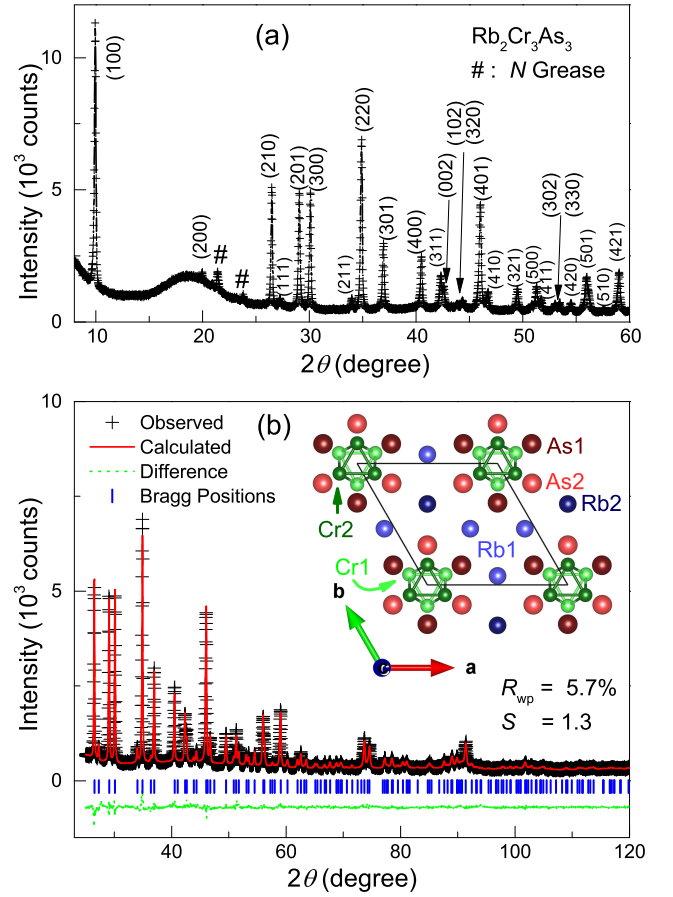 (a)
Rb₂Cr₃As₃
# : N Grease
(100)
(200)
#
#
(210)
(111)
(201)
(300)
(211)
(220)
(301)
(400)
(311)
(002)
(102)
(320)
(401)
(410)
(321)
(500)
(411)
(302)
(330)
(420)
(501)
(510)
(421)
10
5
0
Intensity (10³ counts)
10 20 30 40 50 60
2θ (degree)
(b)
Observed
Calculated
Difference
Bragg Positions
As1
As2
Rb2
Cr2
Rb1
Cr1
b
c
a
R_wp = 5.7%
S = 1.3
10
5
0
Intensity (10³ counts)
40 60 80 100 120
2θ (degree)